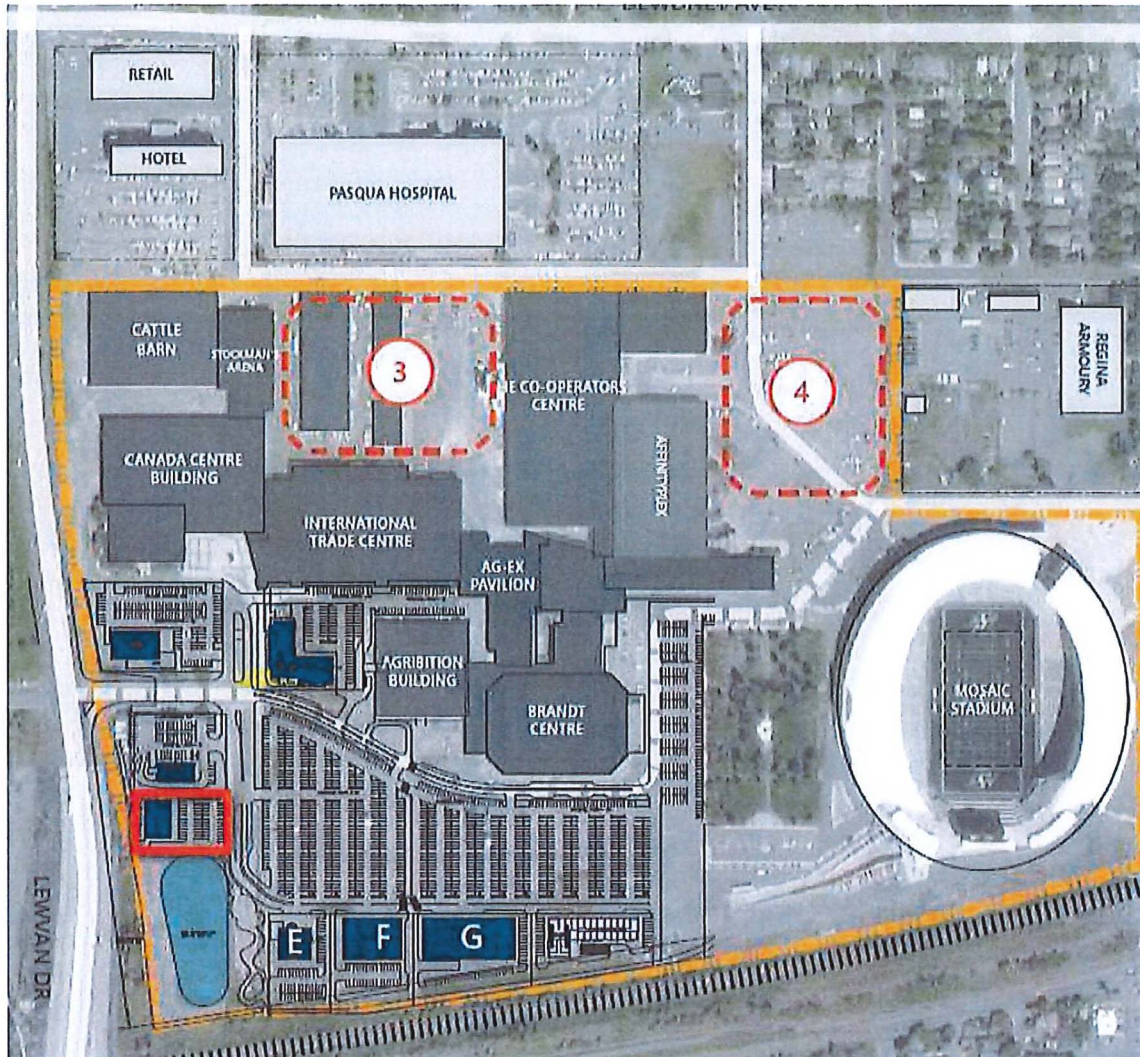 RETAIL
HOTEL
PASQUA HOSPITAL
CATTLE
BARN
STOCKMAN'S
ARENA
3
CO-OPERATORS
CENTRE
4
REGINA
ARMOURY
CANADA CENTRE
BUILDING
AFFINITYPLEX
INTERNATIONAL
TRADE CENTRE
AG-EX
PAVILION
AGRIBITION
BUILDING
BRANDT
CENTRE
MOSAIC
STADIUM
LEWVAN DR
E
F
G